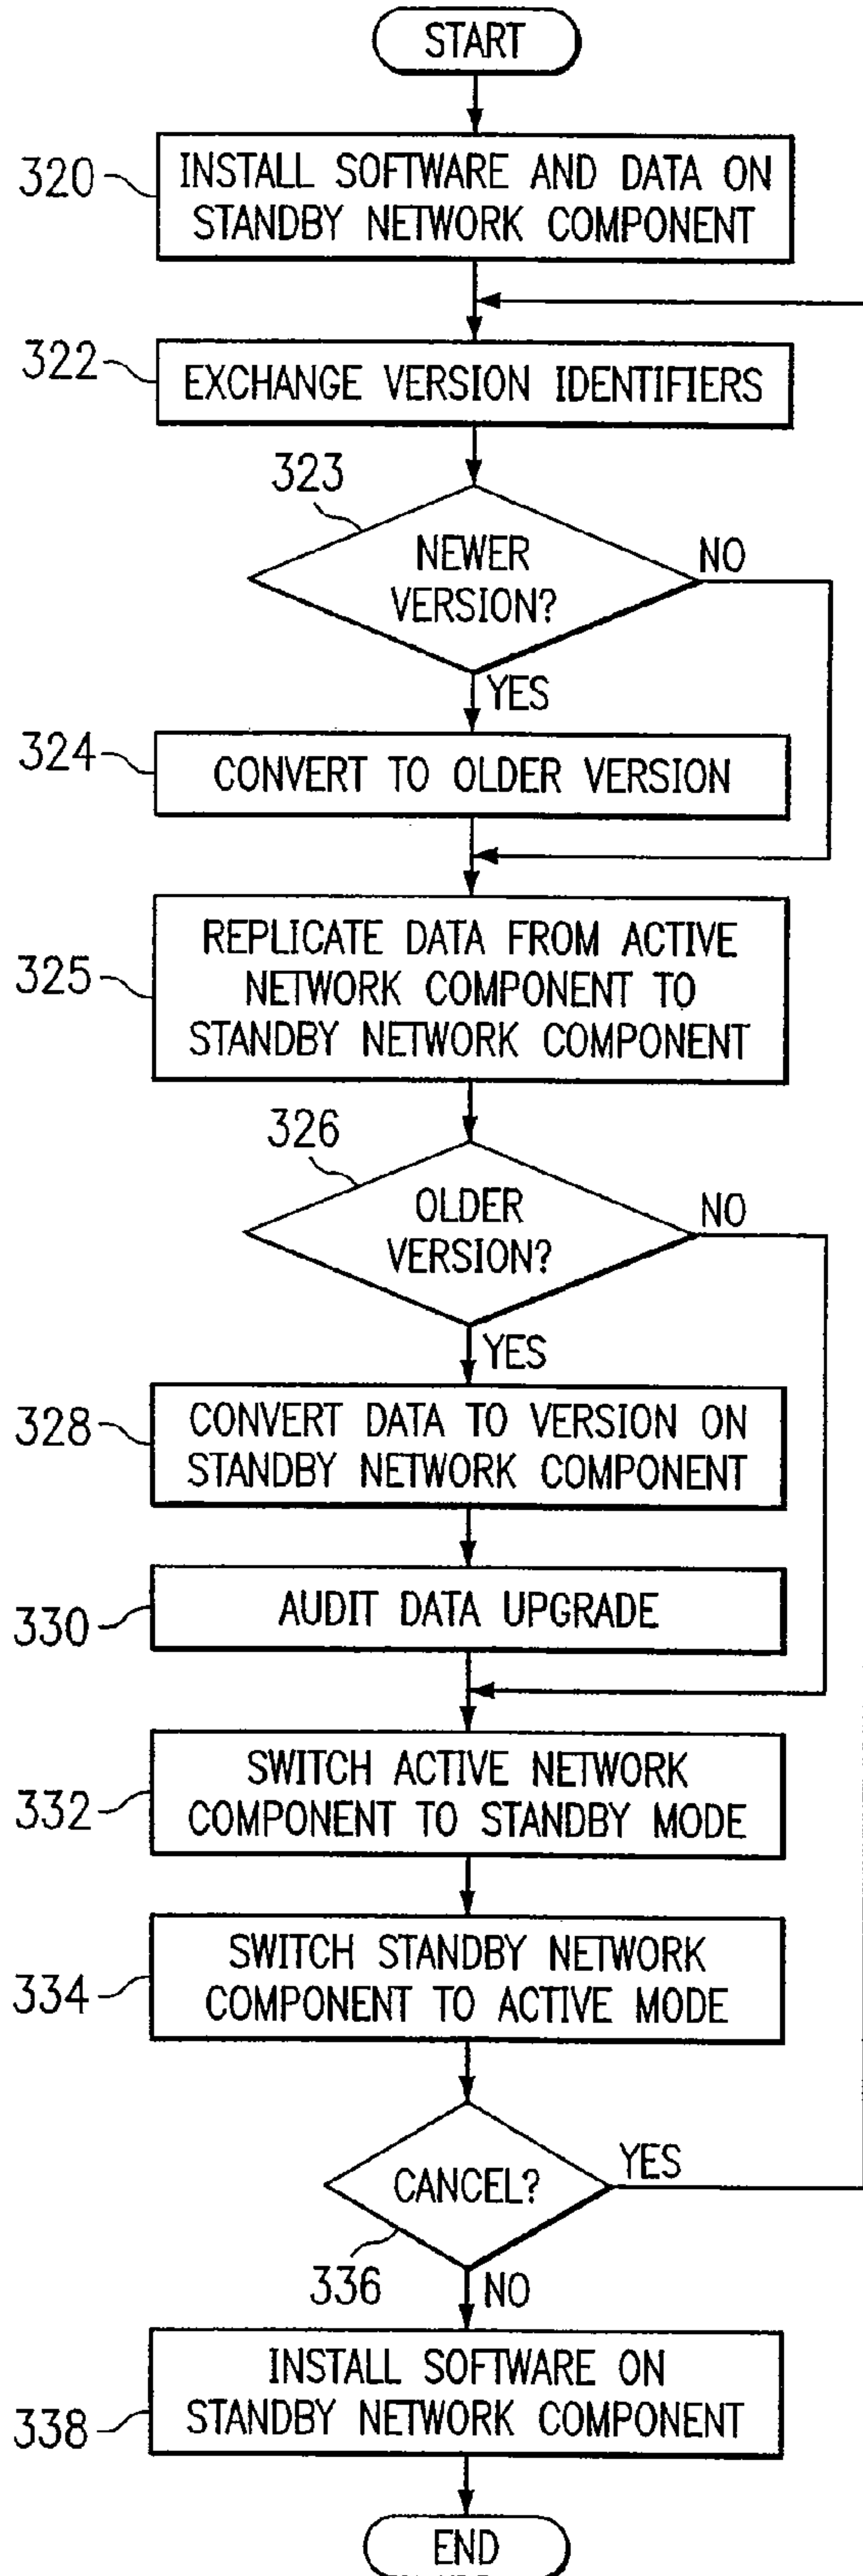 START
320
INSTALL SOFTWARE AND DATA ON
STANDBY NETWORK COMPONENT
322
EXCHANGE VERSION IDENTIFIERS
323
NEWER
VERSION?
NO
YES
324
CONVERT TO OLDER VERSION
325
REPLICATE DATA FROM ACTIVE
NETWORK COMPONENT TO
STANDBY NETWORK COMPONENT
326
OLDER
VERSION?
NO
YES
328
CONVERT DATA TO VERSION ON
STANDBY NETWORK COMPONENT
330
AUDIT DATA UPGRADE
332
SWITCH ACTIVE NETWORK
COMPONENT TO STANDBY MODE
334
SWITCH STANDBY NETWORK
COMPONENT TO ACTIVE MODE
CANCEL?
YES
336
NO
338
INSTALL SOFTWARE ON
STANDBY NETWORK COMPONENT
END